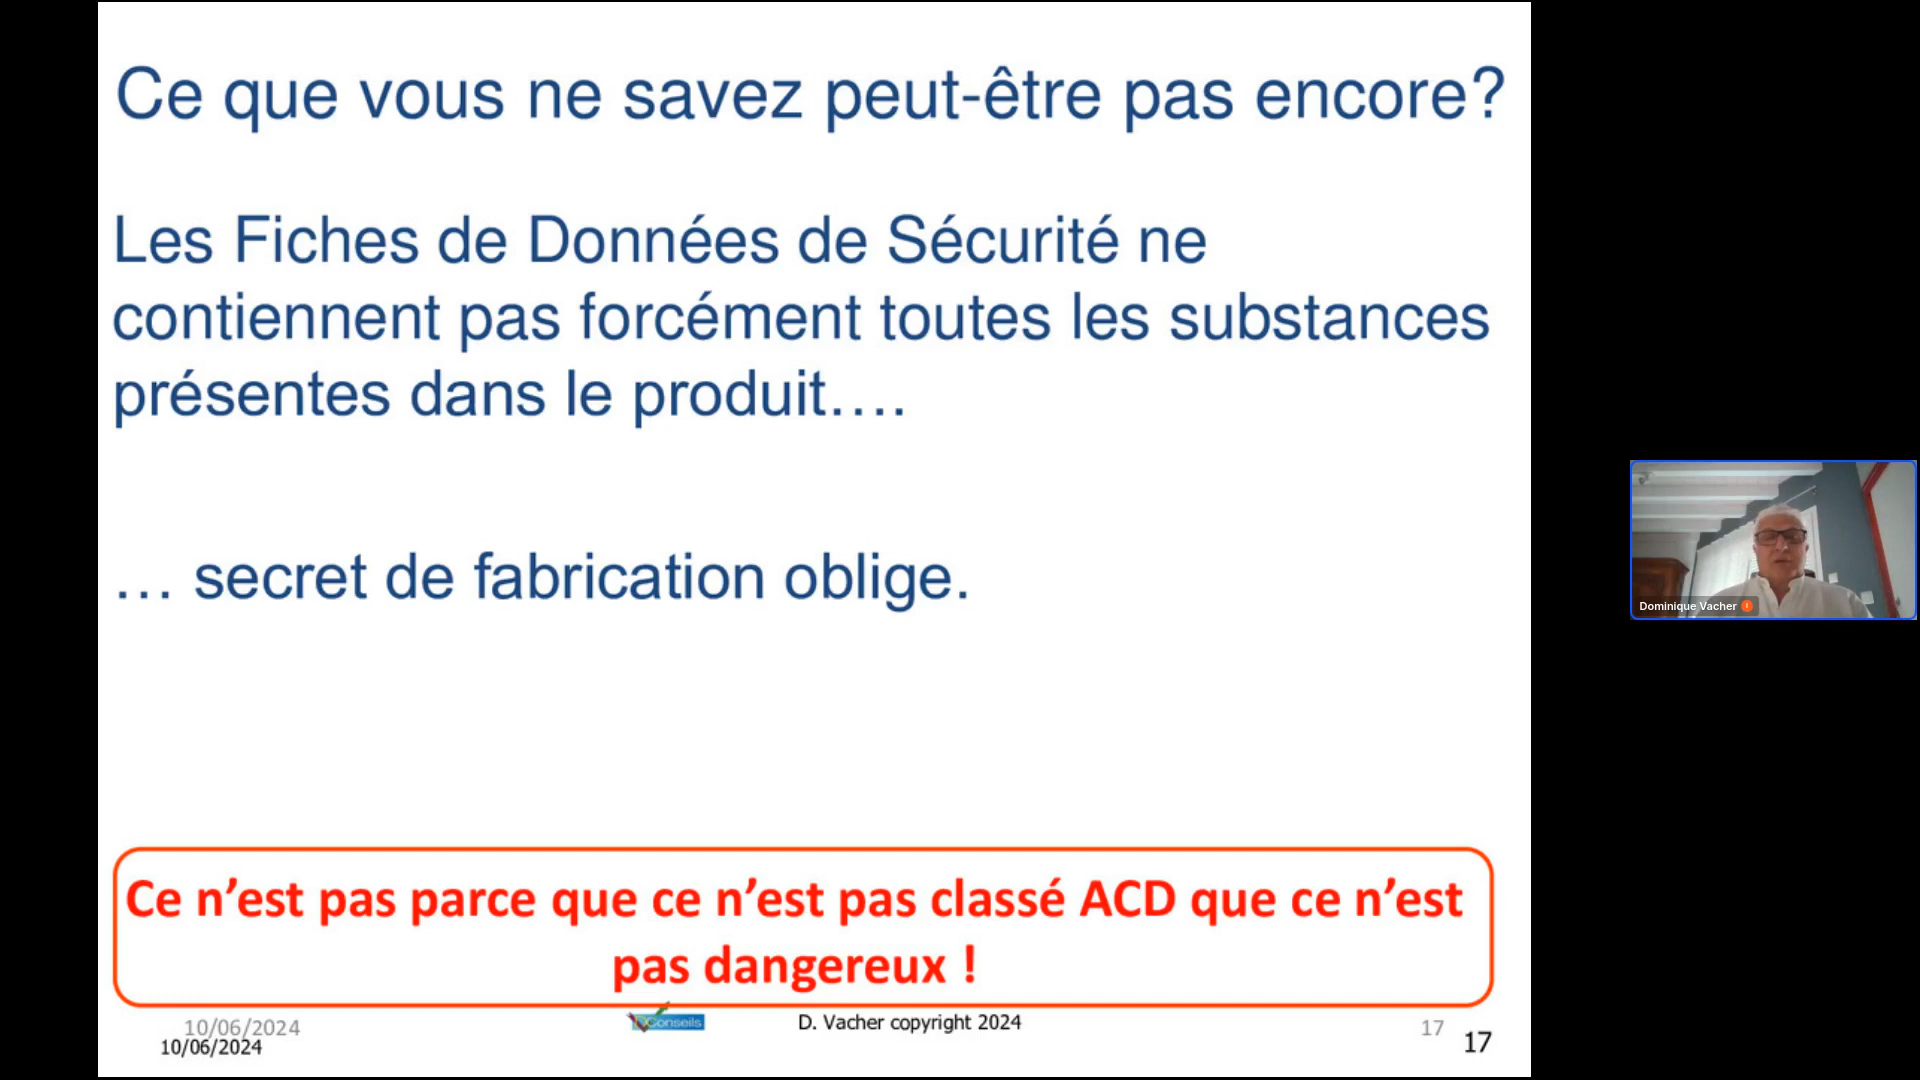 Ce que vous ne savez peut-être pas encore?
Les Fiches de Données de Sécurité ne
contiennent pas forcément toutes les substances
présentes dans le produit….
… secret de fabrication oblige.
Ce n’est pas parce que ce n’est pas classé ACD que ce n’est
pas dangereux !
10/06/2024
10/06/2024
Conseils
D. Vacher copyright 2024
17
17
Dominique Vacher